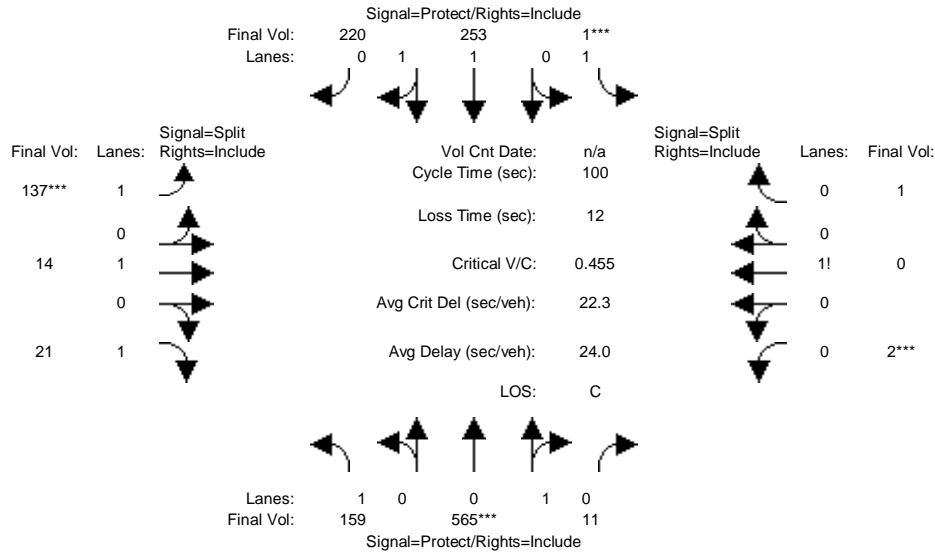 Signal=Protect/Rights=Include
Final Vol: 220 253 1***
Lanes: 0 1 1 0 1
Signal=Split
Final Vol: Lanes: Rights=Include
Vol Cnt Date: n/a
Signal=Split
Rights=Include Lanes: Final Vol:
Cycle Time (sec): 100
137*** 1
0 1
Loss Time (sec): 12
0
0
14 1
Critical V/C: 0.455
1! 0
0
Avg Crit Del (sec/veh): 22.3
0
21 1
Avg Delay (sec/veh): 24.0
0 2***
LOS: C
Lanes: 1 0 0 1 0
Final Vol: 159 565*** 11
Signal=Protect/Rights=Include